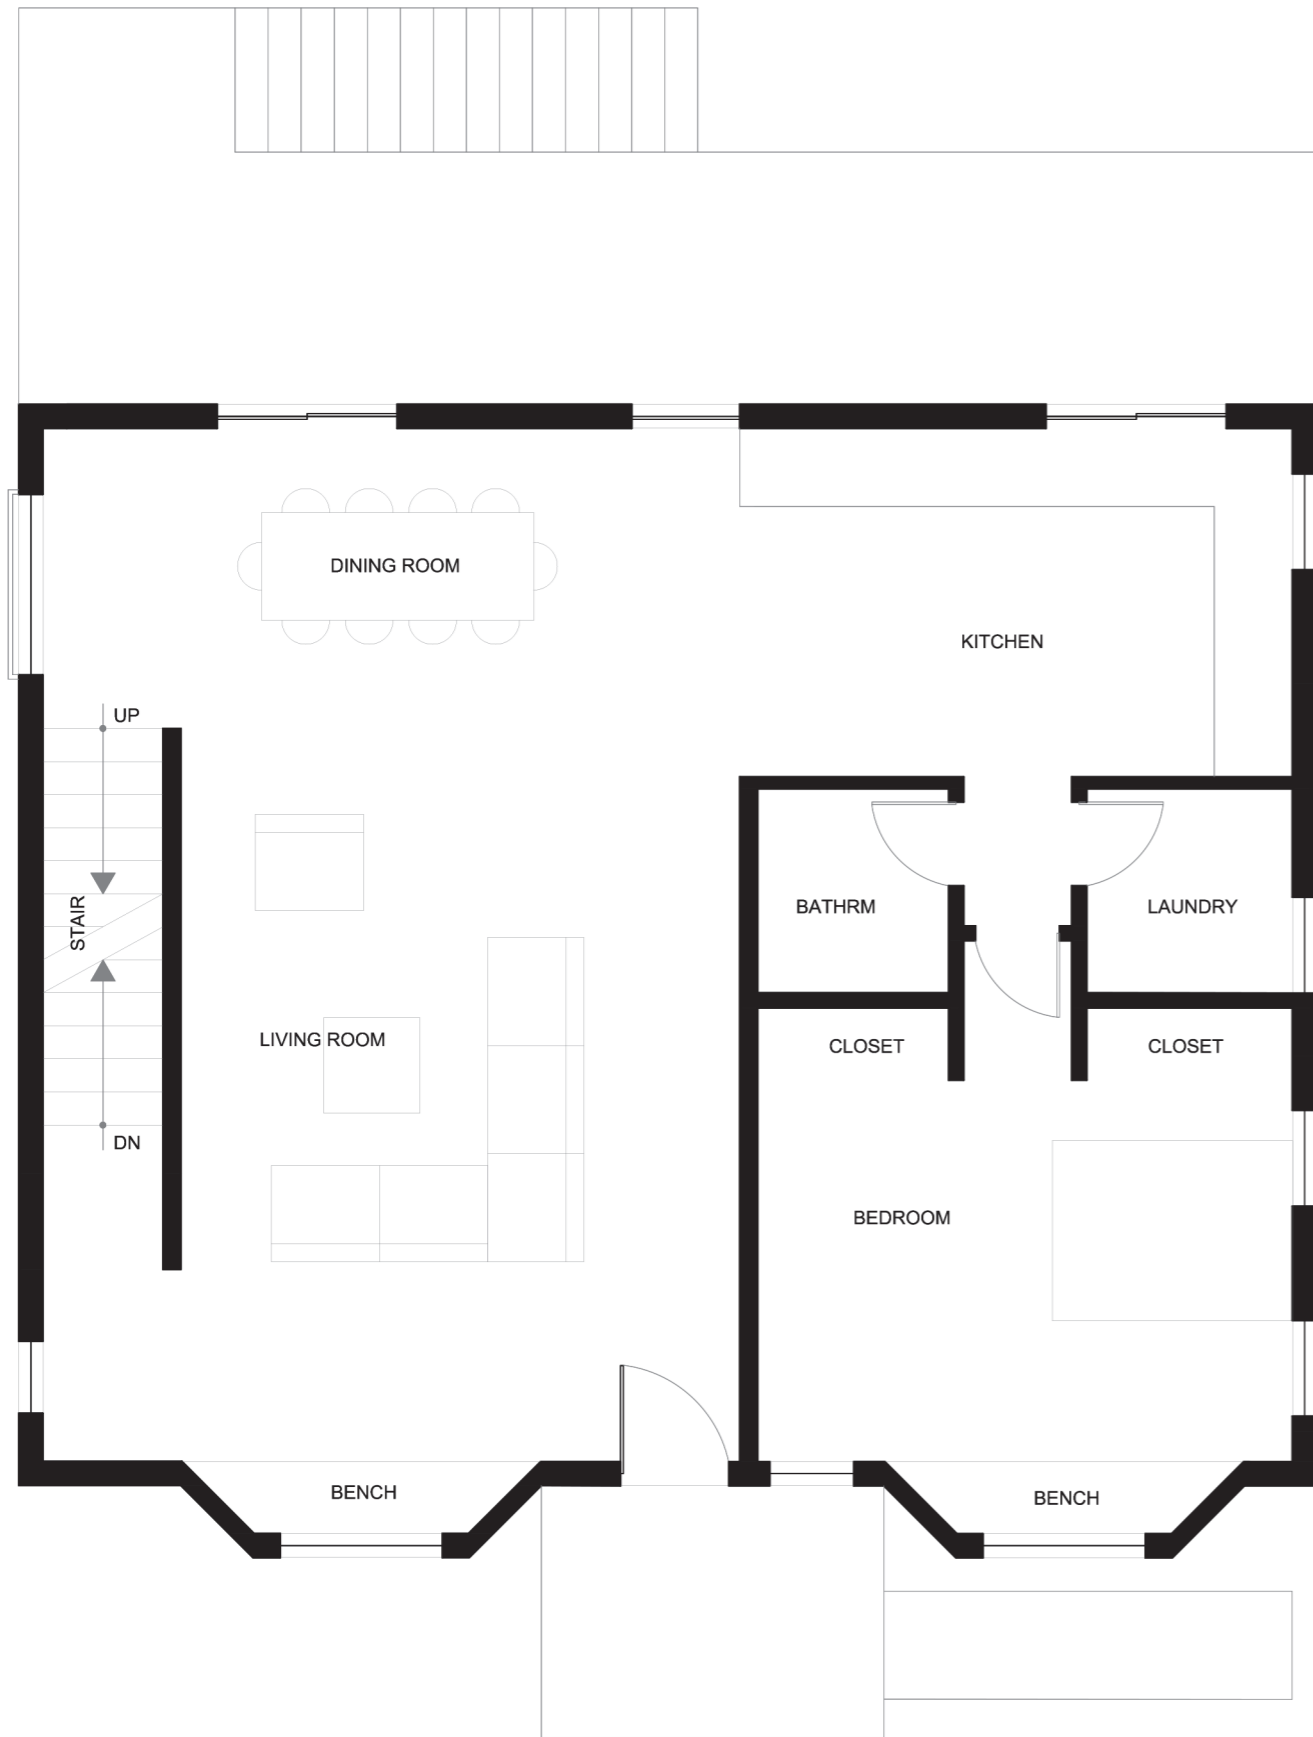 DINING ROOM
KITCHEN
UP
STAIR
BATHRM
LAUNDRY
LIVING ROOM
CLOSET
CLOSET
DN
BEDROOM
BENCH
BENCH